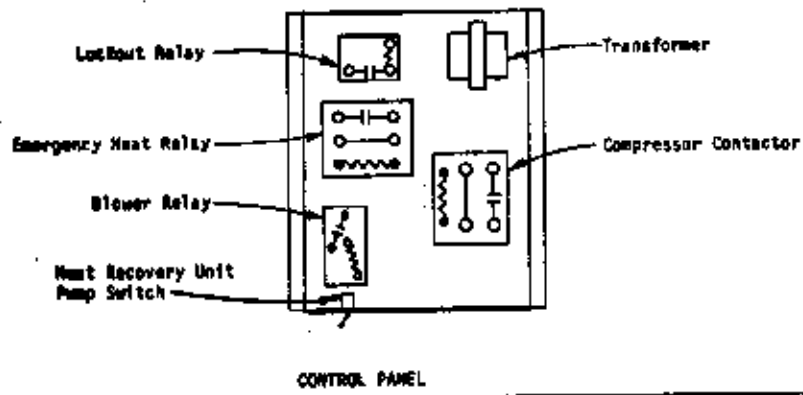 Lockout Relay
Transformer
Emergency Heat Relay
Compressor Contactor
Blower Relay
Heat Recovery Unit
Pump Switch
CONTROL PANEL